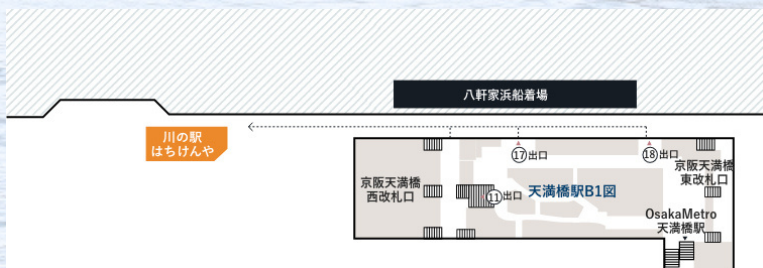 八軒家浜船着場
川の駅
はちけんや
⑰出口
⑱出口
京阪天満橋
東改札口
京阪天満橋
西改札口
⑪出口
天満橋駅B1図
OsakaMetro
天満橋駅